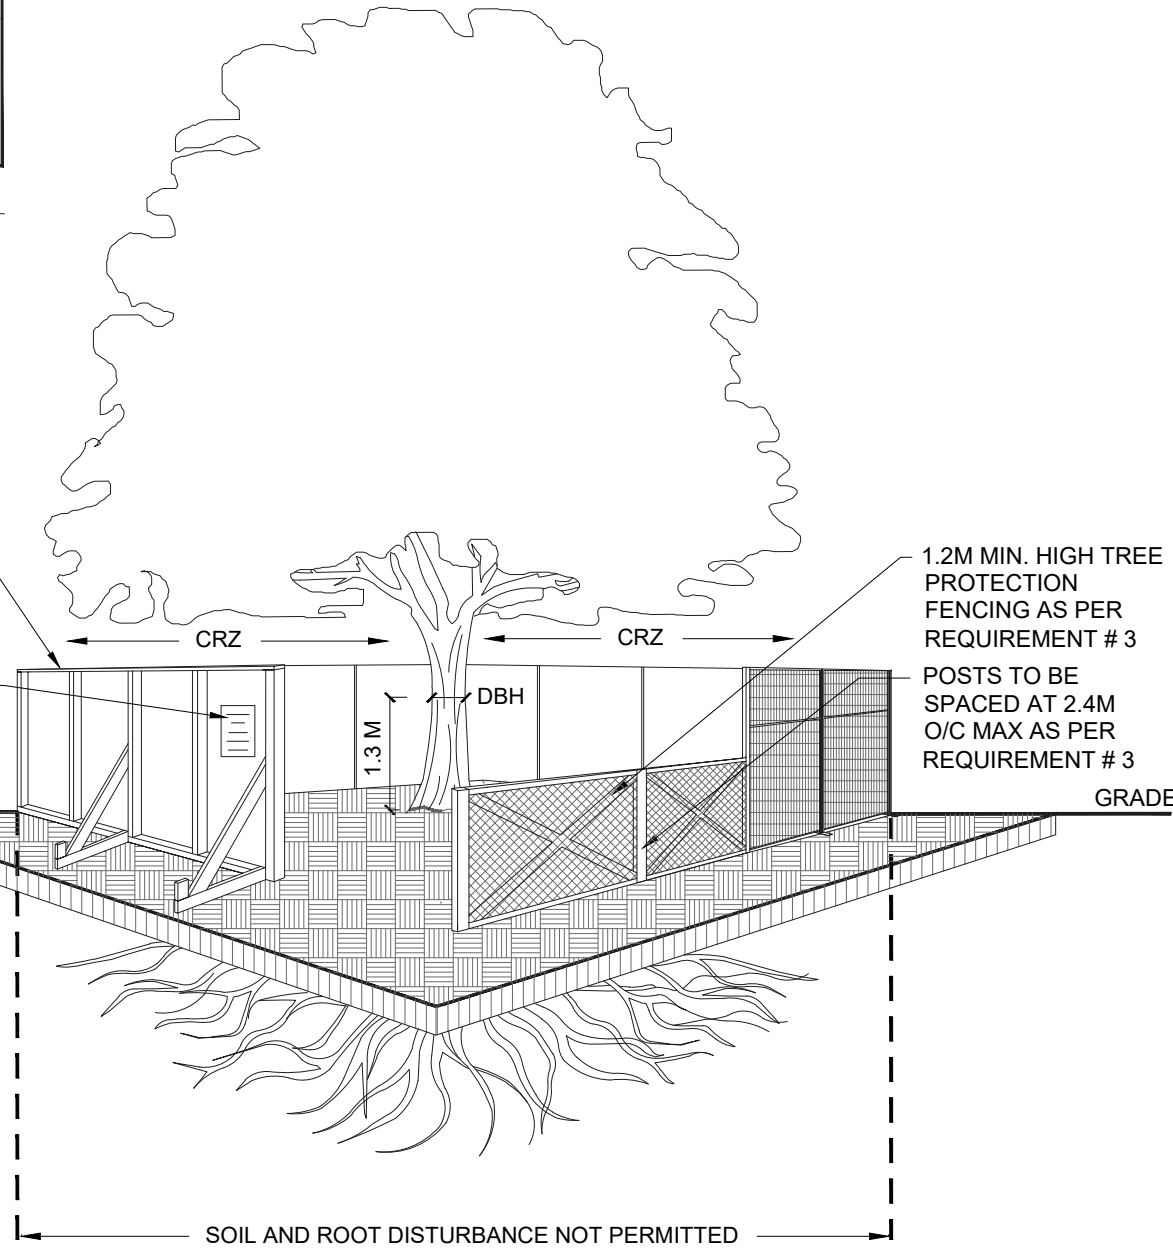 1.2M MIN. HIGH TREE
PROTECTION
FENCING AS PER
REQUIREMENT # 3
CRZ
CRZ
POSTS TO BE
SPACED AT 2.4M
O/C MAX AS PER
REQUIREMENT # 3
DBH
1.3 M
GRADE
SOIL AND ROOT DISTURBANCE NOT PERMITTED